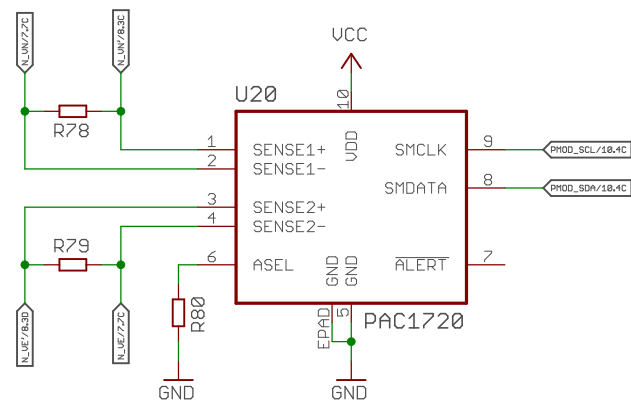 N_VN/7.7C
N_VN'/8.3C
VCC
U20
10
R78
VDD
1
SENSE1+
SMCLK
9
PMOD_SCL/10.4C
2
SENSE1-
SMDATA
8
PMOD_SDA/10.4C
3
SENSE2+
4
SENSE2-
R79
6
ASEL
GND
GND
ALERT
7
R80
EPAD
5
PAC1720
N_VE'/8.3D
N_VE/7.7C
GND
GND